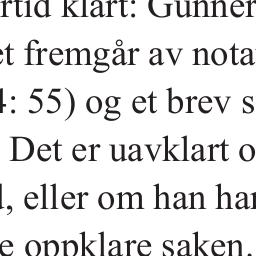 rtid klart: Gunner
et fremgår av nota
4: 55) og et brev s
Det er uavklart o
d, eller om han har
e oppklare saken.